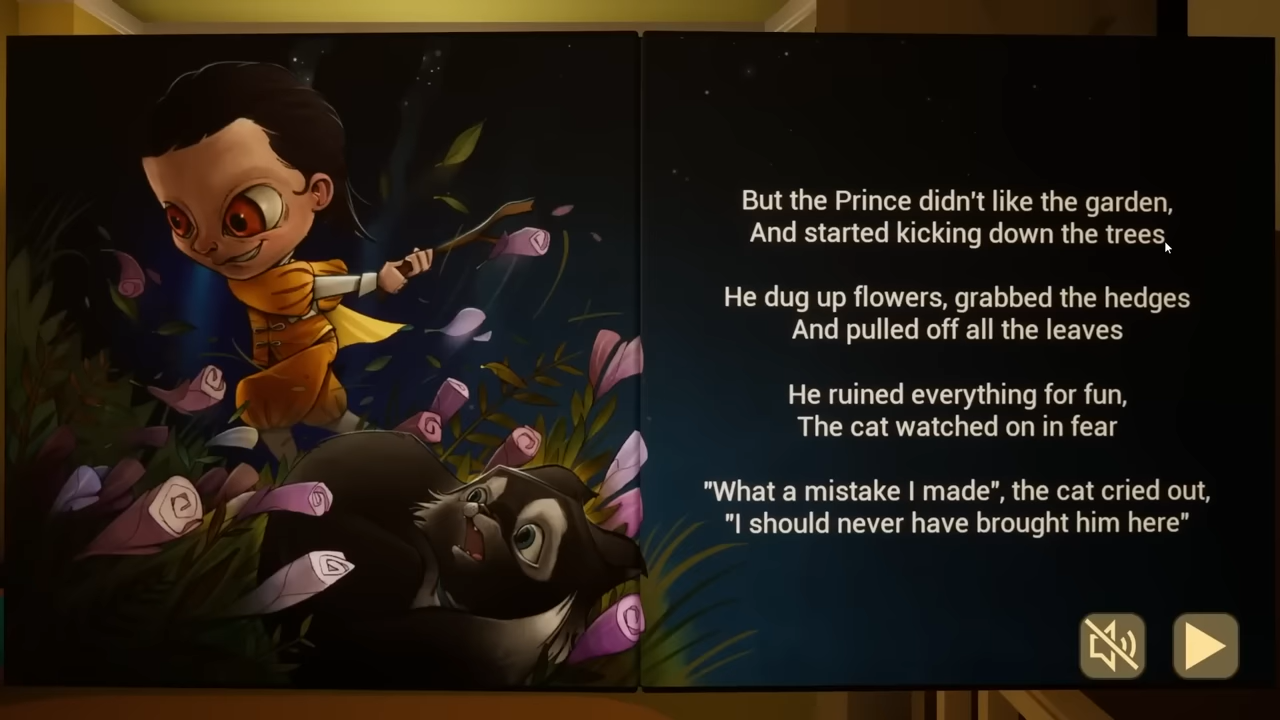 But the Prince didn't like the garden,
And started kicking down the trees
He dug up flowers, grabbed the hedges
And pulled off all the leaves
He ruined everything for fun,
The cat watched on in fear
"What a mistake I made", the cat cried out,
"I should never have brought him here"